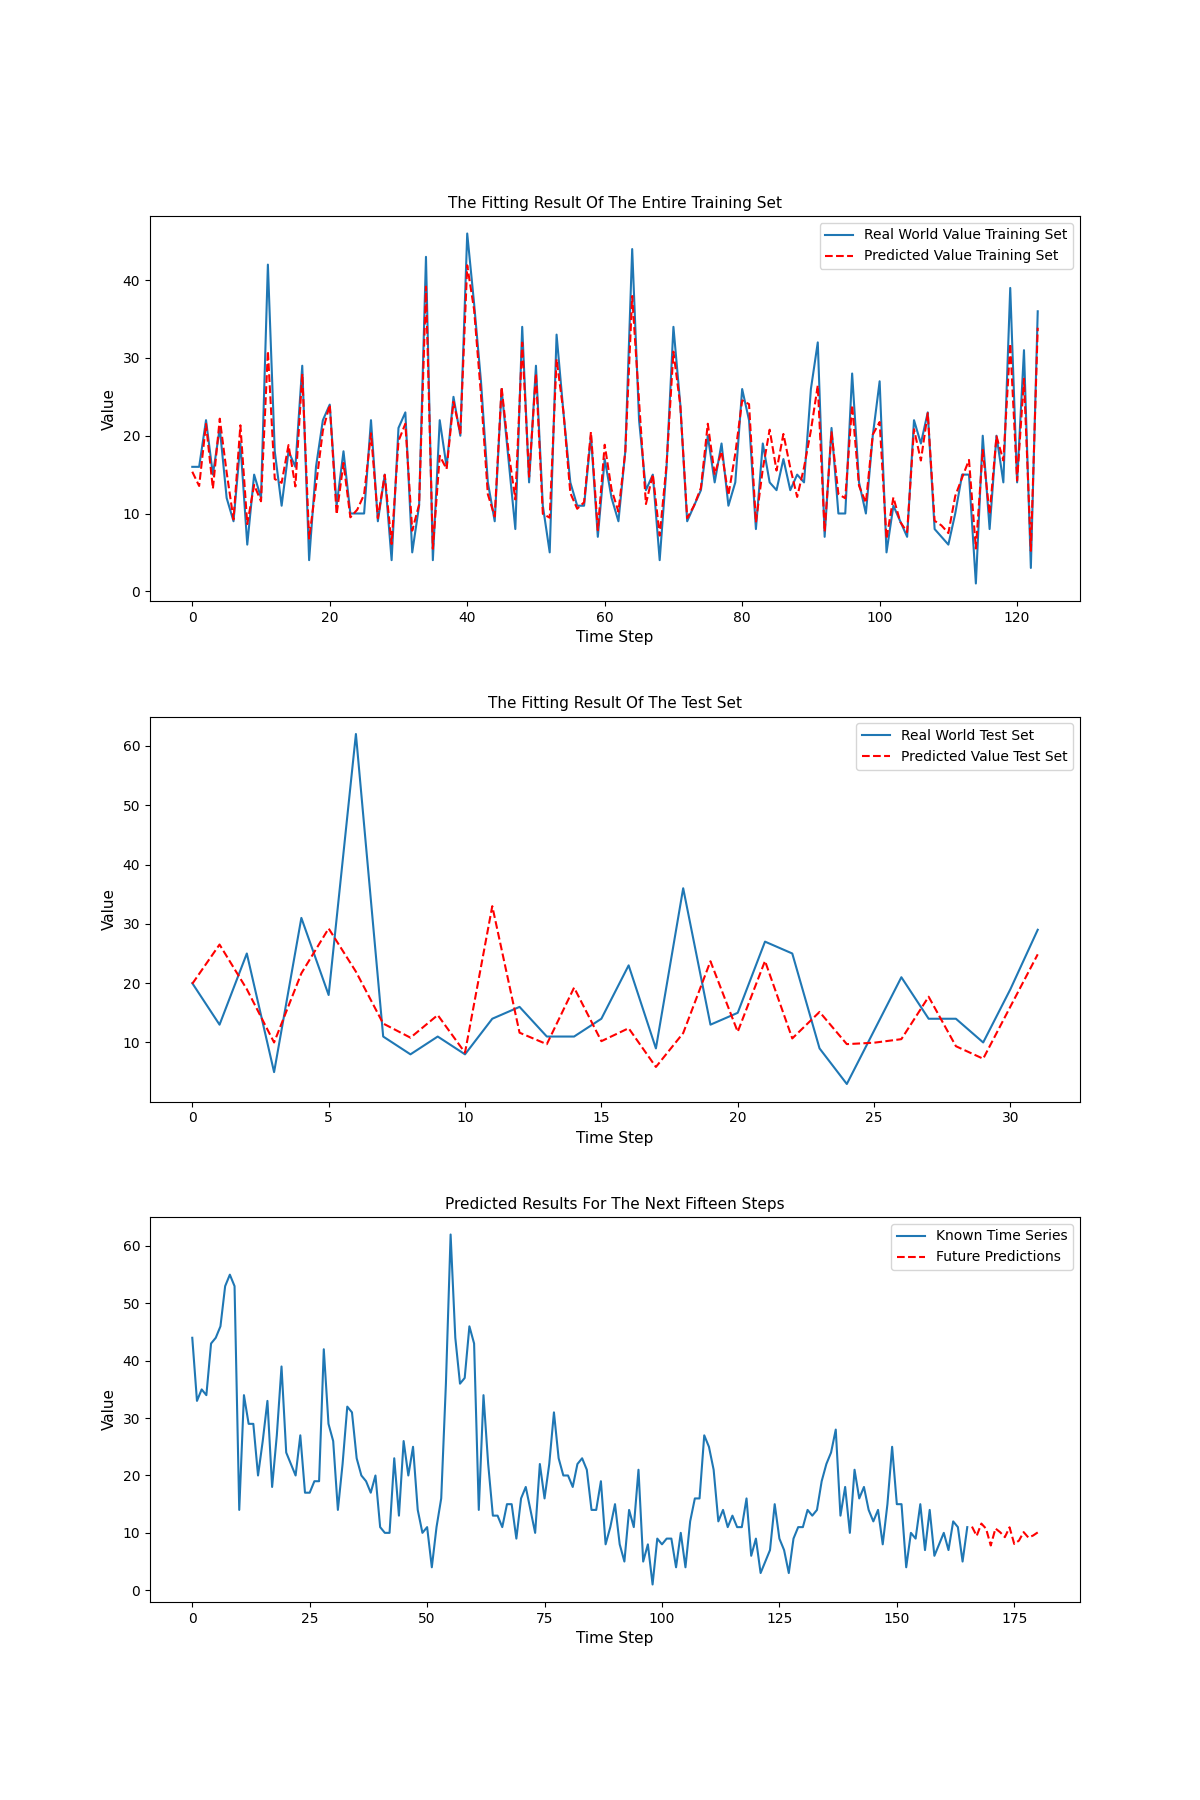 The Fitting Result Of The Entire Training Set
Real World Value Training Set
Predicted Value Training Set
Value
40
30
20
10
0
0 20 40 60 80 100 120
Time Step
The Fitting Result Of The Test Set
Real World Test Set
Predicted Value Test Set
Value
60
50
40
30
20
10
0 5 10 15 20 25 30
Time Step
Predicted Results For The Next Fifteen Steps
Known Time Series
Future Predictions
Value
60
50
40
30
20
10
0
0 25 50 75 100 125 150 175
Time Step